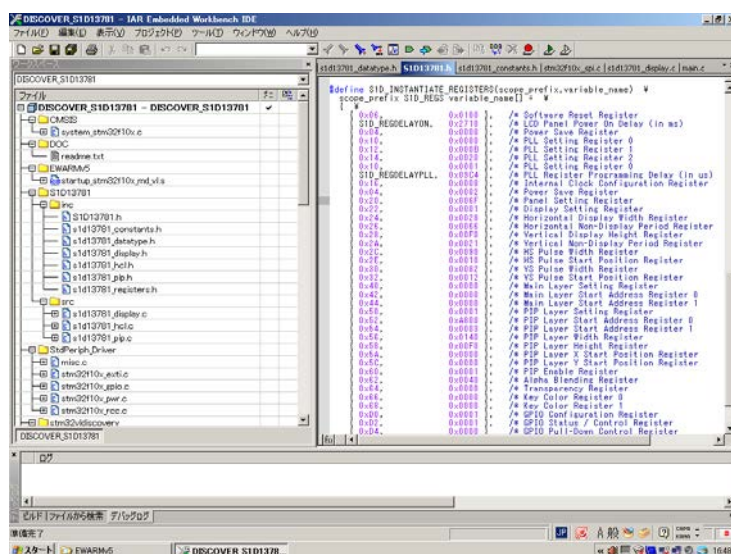 DISCOVER_S1D13781 - IAR Embedded Workbench IDE
ファイル(F) 編集(E) 表示(V) プロジェクト(P) ツール(T) ウィンドウ(W) ヘルプ(H)
ワークスペース
DISCOVER_S1D13781
ファイル
DISCOVER_S1D13781 - DISCOVER_S1D13781
CMSIS
system_stm32f10x.c
DOC
readme.txt
EWARMv5
startup_stm32f10x_md_vl.s
S1D13781
inc
S1D13781.h
s1d13781_constants.h
s1d13781_datatype.h
s1d13781_display.h
s1d13781_hcl.h
s1d13781_pip.h
s1d13781_registers.h
src
s1d13781_display.c
s1d13781_hcl.c
s1d13781_pip.c
StdPeriph_Driver
misc.c
stm32f10x_exti.c
stm32f10x_gpio.c
stm32f10x_pwr.c
stm32f10x_rcc.c
stm32vldiscovery
DISCOVER_S1D13781
s1d13781_datatype.h S1D13781.h s1d13781_constants.h stm32f10x_spi.c s1d13781_display.c main.c
#define S1D_INSTANTIATE_REGISTERS(scope_prefix,variable_name) ¥
scope_prefix S1D_REGS variable_name[] = ¥
{ ¥
{ 0x06, 0x0100 }, /* Software Reset Register
{ S1D_REGDELAYON, 0x2710 }, /* LCD Panel Power On Delay (in ms)
{ 0x04, 0x0000 }, /* Power Save Register
{ 0x10, 0x0000 }, /* PLL Setting Register 0
{ 0x12, /* PLL Setting Register 1
{ 0x14, /* PLL Setting Register 2
{ 0x10, 0x0001 }, /* PLL Setting Register 0
{ S1D_REGDELAYPLL, 0x09C4 }, /* PLL Register Programming Delay (in us)
/* Internal Clock Configuration Register
{ 0x04, 0x0002 }, /* Power Save Register
{ 0x20, /* Panel Setting Register
{ 0x22, 0x0001 }, /* Display Setting Register
{ 0x24, 0x0028 }, /* Horizontal Display Width Register
{ 0x26, /* Horizontal Non-Display Period Register
{ 0x28, 0x00F0 }, /* Vertical Display Height Register
{ 0x2A, /* Vertical Non-Display Period Register
{ 0x2C, /* HS Pulse Width Register
{ 0x2E, /* HS Pulse Start Position Register
{ 0x30, /* VS Pulse Width Register
{ 0x32, 0x0012 }, /* VS Pulse Start Position Register
{ 0x40, 0x0000 }, /* Main Layer Setting Register
{ 0x42, 0x0000 }, /* Main Layer Start Address Register 0
{ 0x44, 0x0000 }, /* Main Layer Start Address Register 1
{ 0x50, /* PIP Layer Setting Register
{ 0x52, /* PIP Layer Start Address Register 0
{ 0x54, /* PIP Layer Start Address Register 1
{ 0x56, 0x0140 }, /* PIP Layer Width Register
{ 0x58, 0x00F0 }, /* PIP Layer Height Register
{ 0x5A, 0x0000 }, /* PIP Layer X Start Position Register
{ 0x5C, 0x0000 }, /* PIP Layer Y Start Position Register
{ 0x60, 0x0001 }, /* PIP Enable Register
{ 0x62, 0x0040 }, /* Alpha Blending Register
{ 0x64, 0x0000 }, /* Transparency Register
{ 0x66, 0x0000 }, /* Key Color Register 0
{ 0x68, 0x0000 }, /* Key Color Register 1
{ 0xD0, 0x0001 }, /* GPIO Configuration Register
{ 0xD2, 0x0001 }, /* GPIO Status / Control Register
{ 0xD4, 0x0000 }, /* GPIO Pull-Down Control Register
ログ
ビルド ファイルから検索 デバッグログ
準備完了
JP A 般 CAPS KANA
スタート EWARMv5 DISCOVER_S1D1378... 16:48